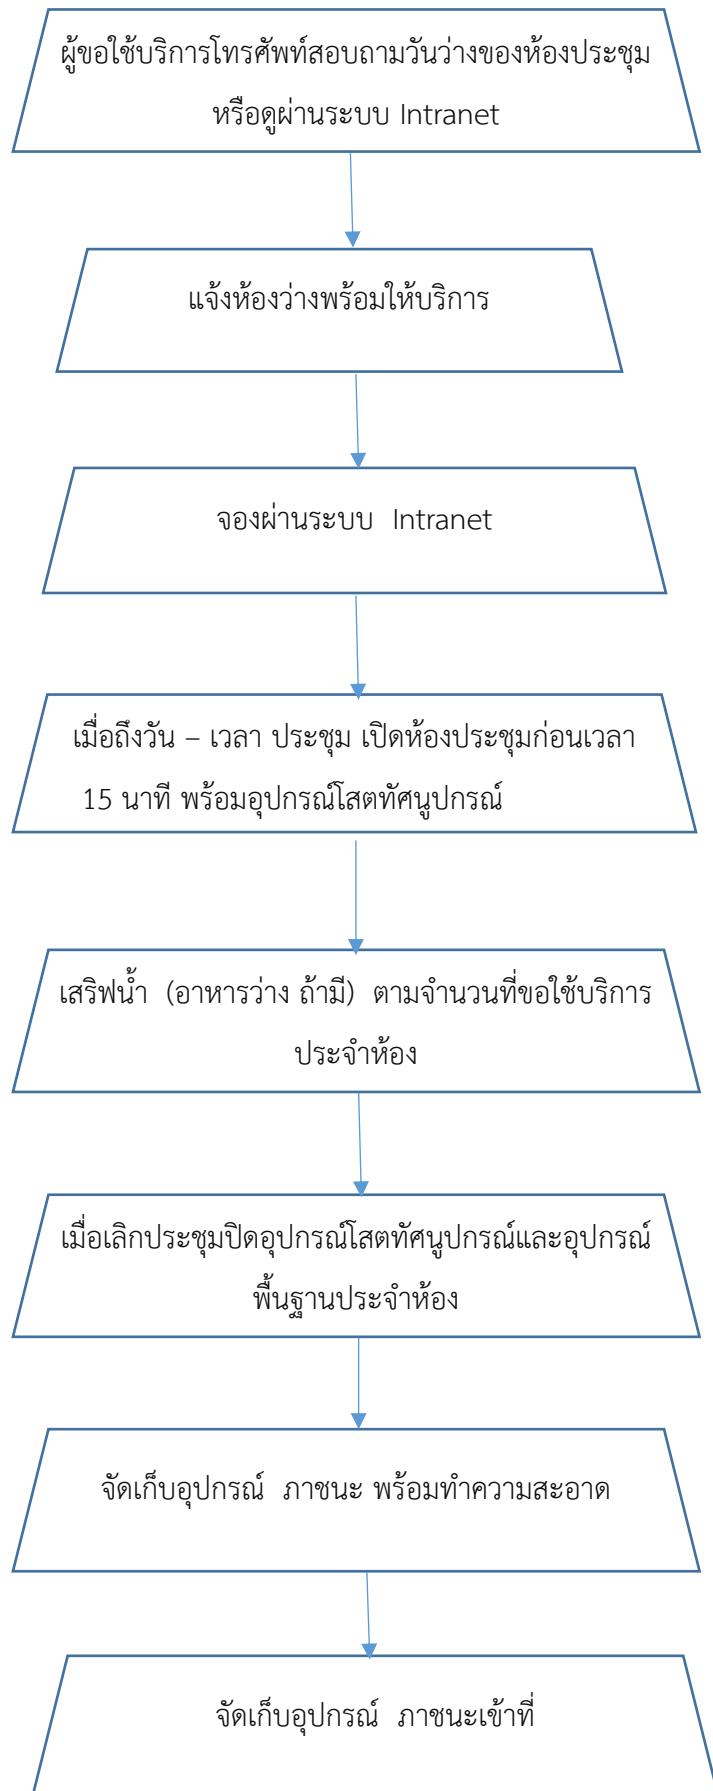 ผู้ขอใช้บริการโทรศัพท์สอบถามวันว่างของห้องประชุม
หรือดูผ่านระบบ Intranet
แจ้งห้องว่างพร้อมให้บริการ
จองผ่านระบบ Intranet
เมื่อถึงวัน – เวลา ประชุม เปิดห้องประชุมก่อนเวลา
15 นาที พร้อมอุปกรณ์โสตทัศนูปกรณ์
เสริฟน้ำ (อาหารว่าง ถ้ามี) ตามจำนวนที่ขอใช้บริการ
ประจำห้อง
เมื่อเลิกประชุมปิดอุปกรณ์โสตทัศนูปกรณ์และอุปกรณ์
พื้นฐานประจำห้อง
จัดเก็บอุปกรณ์ ภาชนะ พร้อมทำความสะอาด
จัดเก็บอุปกรณ์ ภาชนะเข้าที่